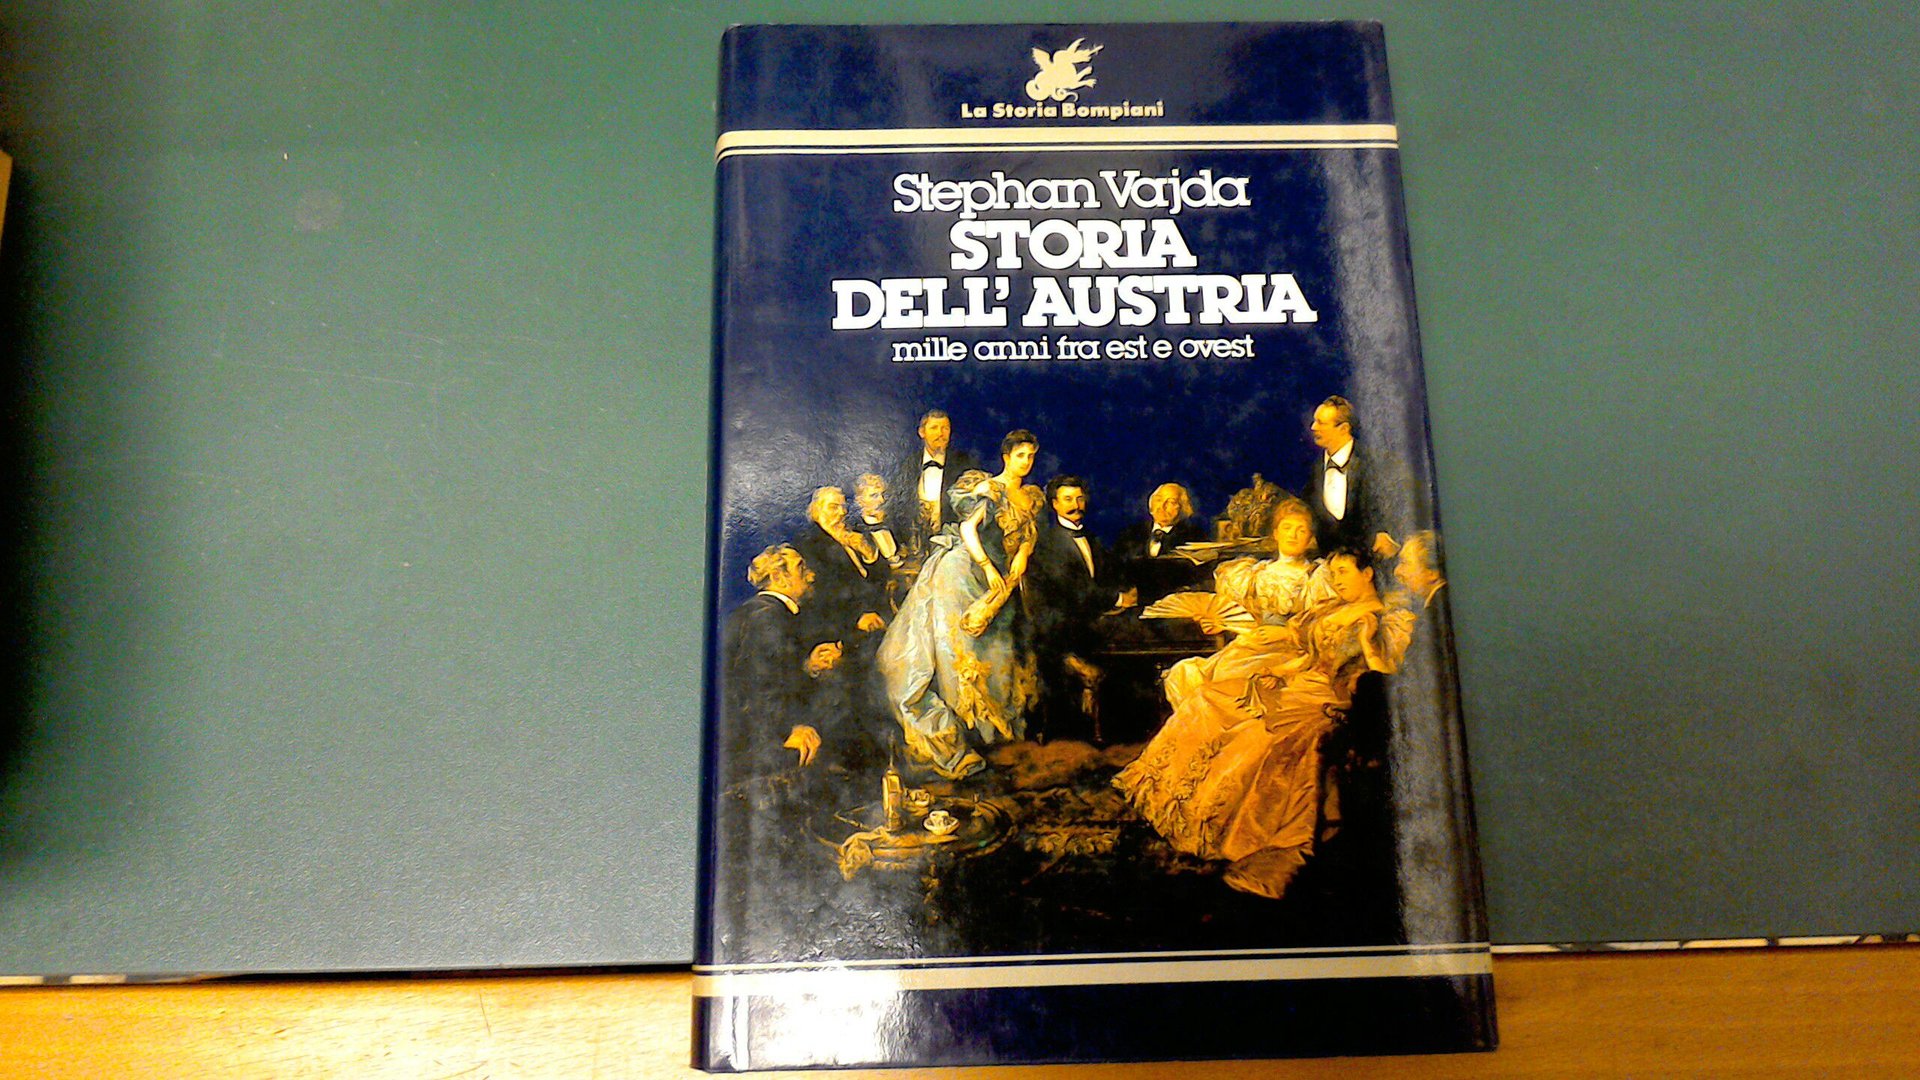 La Storia Bompiani
Stephan Vajda
STORIA
DELL'AUSTRIA
mille anni fra est e ovest